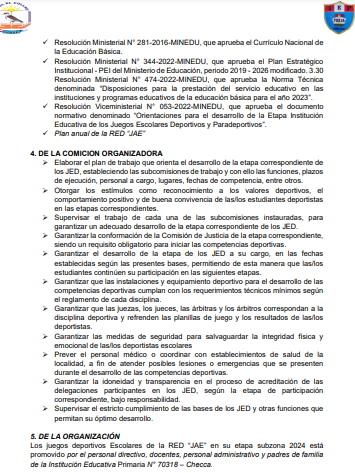 ✓ Resolución Ministerial N° 281-2016-MINEDU, que aprueba el Currículo Nacional de
la Educación Básica.
✓ Resolución Ministerial N° 344-2022-MINEDU, que aprueba el Plan Estratégico
Institucional - PEI del Ministerio de Educación, periodo 2019 - 2026 modificado. 3.30
Resolución Ministerial N° 474-2022-MINEDU, que aprueba la Norma Técnica
denominada "Disposiciones para la prestación del servicio educativo en las
instituciones y programas educativos de la educación básica para el año 2023".
✓ Resolución Viceministerial N° 053-2022-MINEDU, que aprueba el documento
normativo denominado "Orientaciones para el desarrollo de la Etapa Institución
Educativa de los Juegos Escolares Deportivos y Paradeportivos".
✓ Plan anual de la RED "JAE"
4. DE LA COMICION ORGANIZADORA
➢ Elaborar el plan de trabajo que orienta el desarrollo de la etapa correspondiente de
los JED, estableciendo las subcomisiones de trabajo y con ello las funciones, plazos
de ejecución, personal a cargo, lugares, fechas de competencia, entre otros.
➢ Otorgar los estímulos como reconocimiento a los valores deportivos, el
comportamiento positivo y de buena convivencia de las/los estudiantes deportistas
en las etapas correspondientes.
➢ Supervisar el trabajo de cada una de las subcomisiones instauradas, para
garantizar un adecuado desarrollo de la etapa correspondiente de los JED.
➢ Garantizar la conformación de la Comisión de Justicia de la etapa correspondiente,
siendo un requisito obligatorio para iniciar las competencias deportivas.
➢ Garantizar el desarrollo de la etapa de los JED a su cargo, en las fechas
establecidas según las presentes bases, permitiendo de esta manera que las/los
estudiantes continúen su participación en las siguientes etapas.
➢ Garantizar que las instalaciones y equipamiento deportivo para el desarrollo de las
competencias deportivas cumplan con los requerimientos técnicos mínimos según
el reglamento de cada disciplina.
➢ Garantizar que las juezas, los jueces, las árbitras y los árbitros correspondan a la
disciplina deportiva y refrenden las planillas de juego y los resultados de las/los
deportistas.
➢ Garantizar las medidas de seguridad para salvaguardar la integridad física y
emocional de las/los deportistas escolares
➢ Prever el personal médico o coordinar con establecimientos de salud de la
localidad, a fin de atender posibles lesiones o emergencias que se presenten
durante el desarrollo de las competencias deportivas.
➢ Garantizar la idoneidad y transparencia en el proceso de acreditación de las
delegaciones participantes en los JED, según la etapa de participación
correspondiente, bajo responsabilidad.
➢ Supervisar el estricto cumplimiento de las bases de los JED y otras funciones que
permitan su óptimo desarrollo.
5. DE LA ORGANIZACIÓN
Los juegos deportivos Escolares de la RED "JAE" en su etapa subzona 2024 está
promovido por el personal directivo, docentes, personal administrativo y padres de familia
de la Institución Educativa Primaria N° 70318 – Checca.